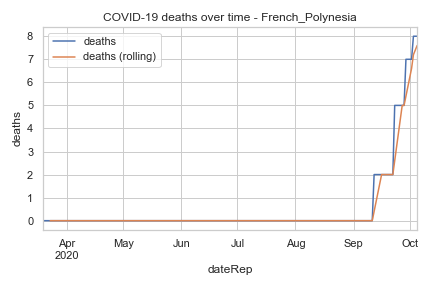 COVID-19 deaths over time - French_Polynesia
deaths
deaths (rolling)
8
7
6
5
4
3
2
1
0
deaths
Apr May Jun Jul Aug Sep Oct
2020
dateRep